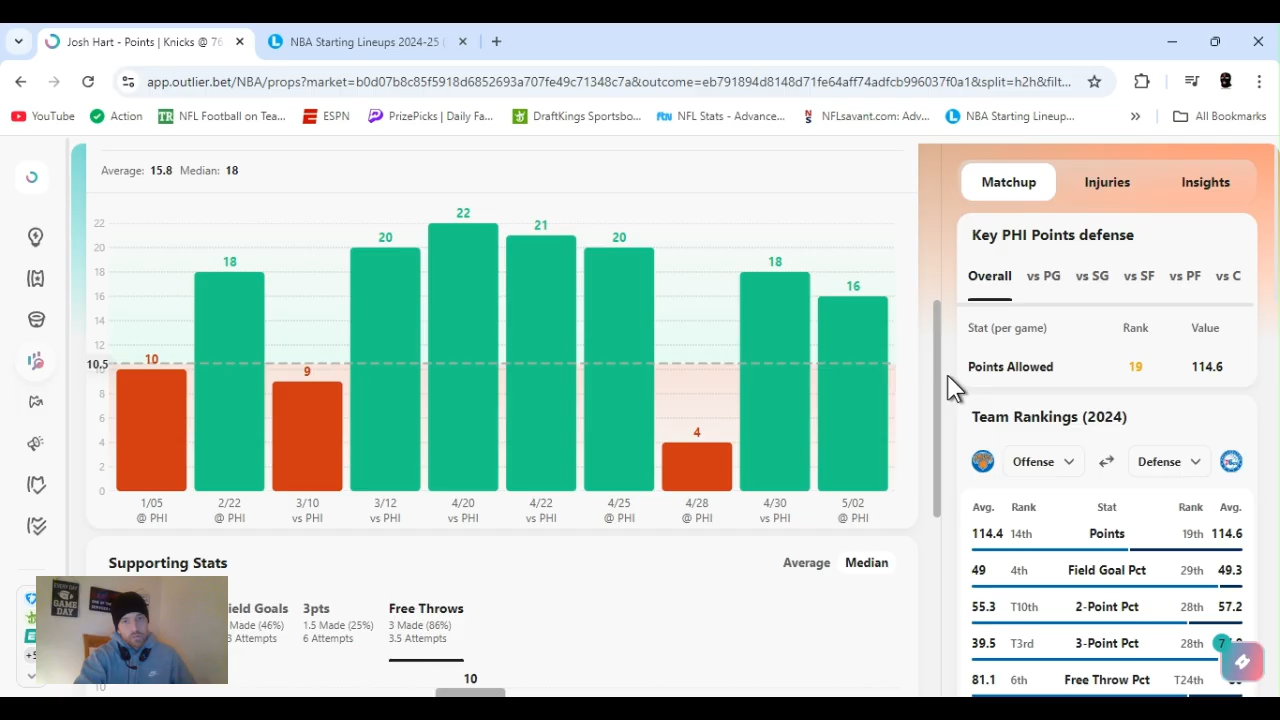 Josh Hart - Points | Knicks @ 76
NBA Starting Lineups 2024-25
app.outlier.bet/NBA/props?market=b0d07b8c85f5918d6852693a707fe49c71348c7a&outcome=eb791894d8148d71fe64aff74adfcb996037f0a1&split=h2h&filt...
YouTube
Action
NFL Football on Tea...
ESPN
PrizePicks | Daily Fa...
DraftKings Sportsbo...
NFL Stats - Advance...
NFLsavant.com: Adv...
NBA Starting Lineup...
All Bookmarks
Average: 15.8 Median: 18
22
20
18
16
14
12
10.5
8
6
4
2
0
10
18
9
20
22
21
20
4
18
16
1/05
@ PHI
2/22
@ PHI
3/10
vs PHI
3/12
vs PHI
4/20
vs PHI
4/22
vs PHI
4/25
@ PHI
4/28
@ PHI
4/30
vs PHI
5/02
@ PHI
Supporting Stats
Average Median
ield Goals
Made (46%)
3 Attempts
3pts
1.5 Made (25%)
6 Attempts
Free Throws
3 Made (86%)
3.5 Attempts
10
10
EVERY DAY
GAME
DAY
Matchup Injuries Insights
Key PHI Points defense
Overall vs PG vs SG vs SF vs PF vs C
Stat (per game) Rank Value
Points Allowed 19 114.6
Team Rankings (2024)
Offense Defense
Avg. Rank Stat Rank Avg.
114.4 14th Points 19th 114.6
49 4th Field Goal Pct 29th 49.3
55.3 T10th 2-Point Pct 28th 57.2
39.5 T3rd 3-Point Pct 28th
7
81.1 6th Free Throw Pct T24th